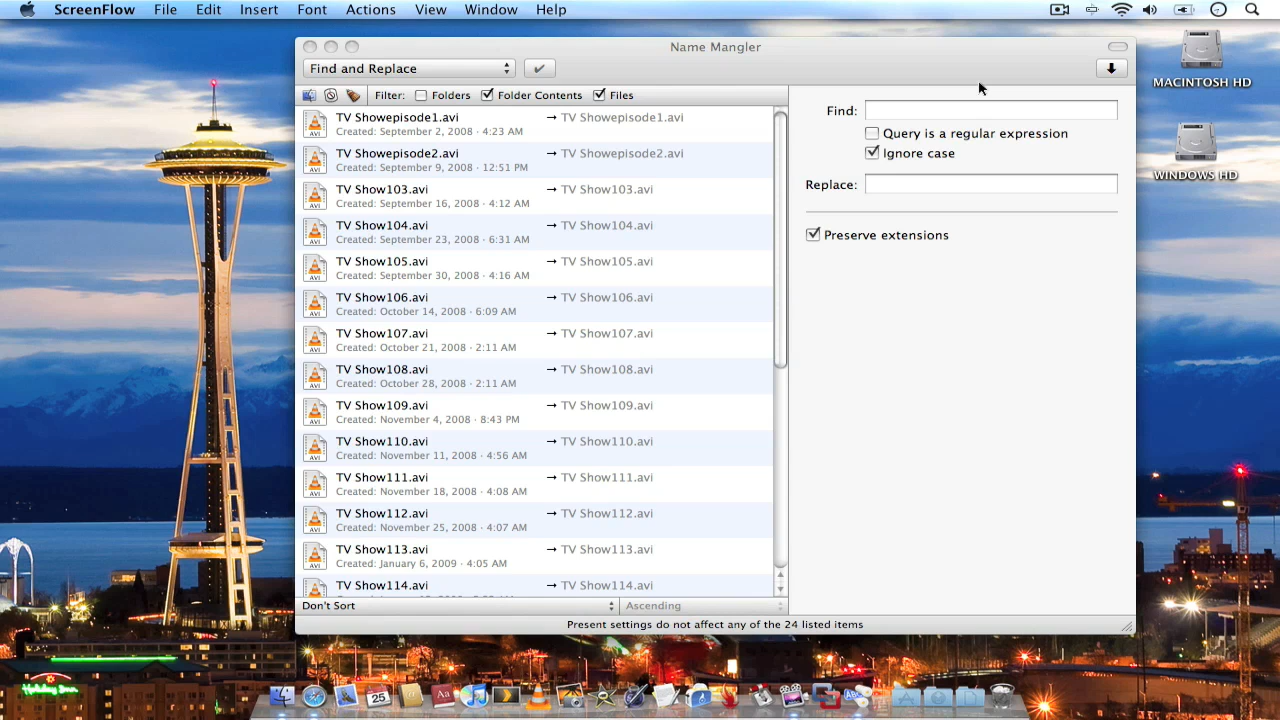 ScreenFlow File Edit Insert Font Actions View Window Help
Name Mangler
MACINTOSH HD
WINDOWS HD
Find and Replace
Filter: Folders Folder Contents Files
TV Showepisode1.avi → TV Showepisode1.avi
Created: September 2, 2008 · 4:23 AM
TV Showepisode2.avi → TV Showepisode2.avi
Created: September 9, 2008 · 12:51 PM
TV Show103.avi → TV Show103.avi
Created: September 16, 2008 · 4:12 AM
TV Show104.avi → TV Show104.avi
Created: September 23, 2008 · 6:31 AM
TV Show105.avi → TV Show105.avi
Created: September 30, 2008 · 4:16 AM
TV Show106.avi → TV Show106.avi
Created: October 14, 2008 · 6:09 AM
TV Show107.avi → TV Show107.avi
Created: October 21, 2008 · 2:11 AM
TV Show108.avi → TV Show108.avi
Created: October 28, 2008 · 2:11 AM
TV Show109.avi → TV Show109.avi
Created: November 4, 2008 · 8:43 PM
TV Show110.avi → TV Show110.avi
Created: November 11, 2008 · 4:56 AM
TV Show111.avi → TV Show111.avi
Created: November 18, 2008 · 4:08 AM
TV Show112.avi → TV Show112.avi
Created: November 25, 2008 · 4:07 AM
TV Show113.avi → TV Show113.avi
Created: January 6, 2009 · 4:05 AM
TV Show114.avi → TV Show114.avi
Don't Sort
Ascending
Find:
Query is a regular expression
Ignore case
Replace:
Preserve extensions
Present settings do not affect any of the 24 listed items
Holiday Inn
25
Aa